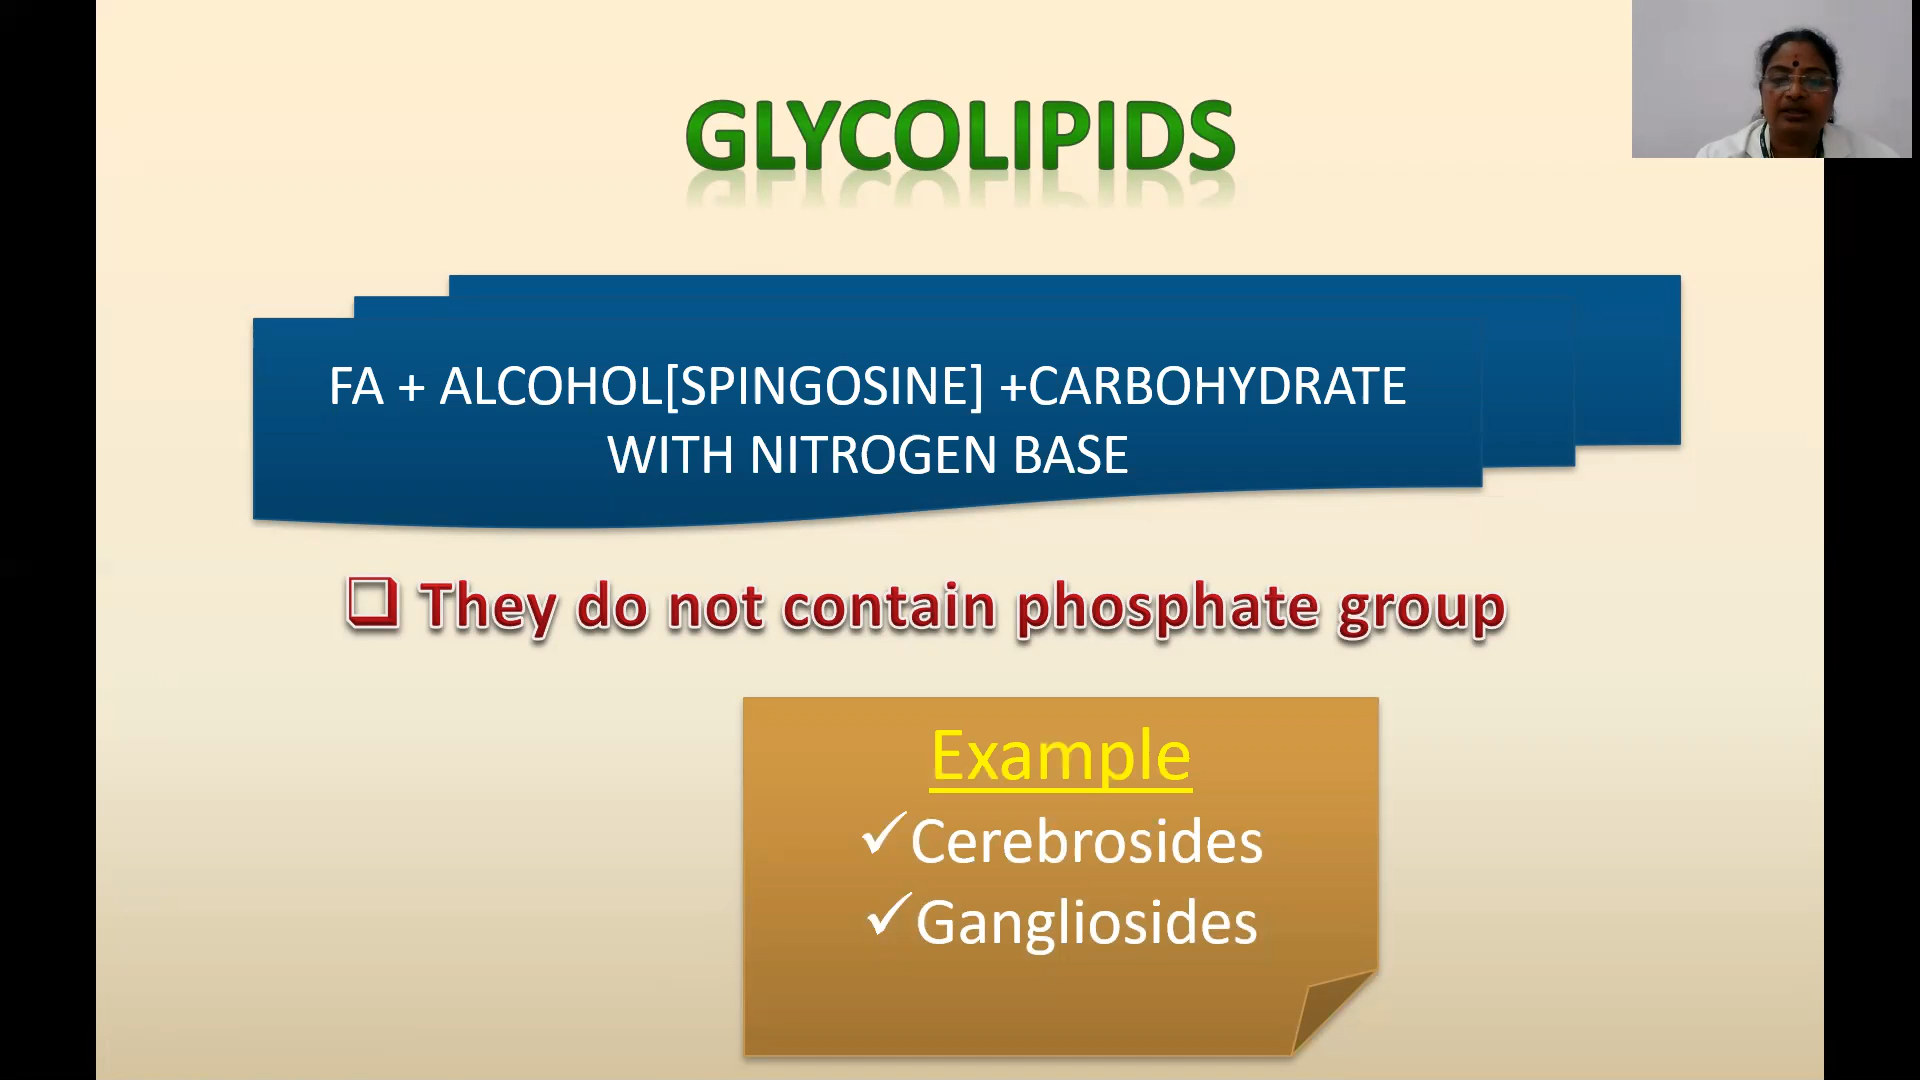 GLYCOLIPIDS
FA + ALCOHOL[SPINGOSINE] +CARBOHYDRATE
WITH NITROGEN BASE
❑ They do not contain phosphate group
Example
✓Cerebrosides
✓Gangliosides